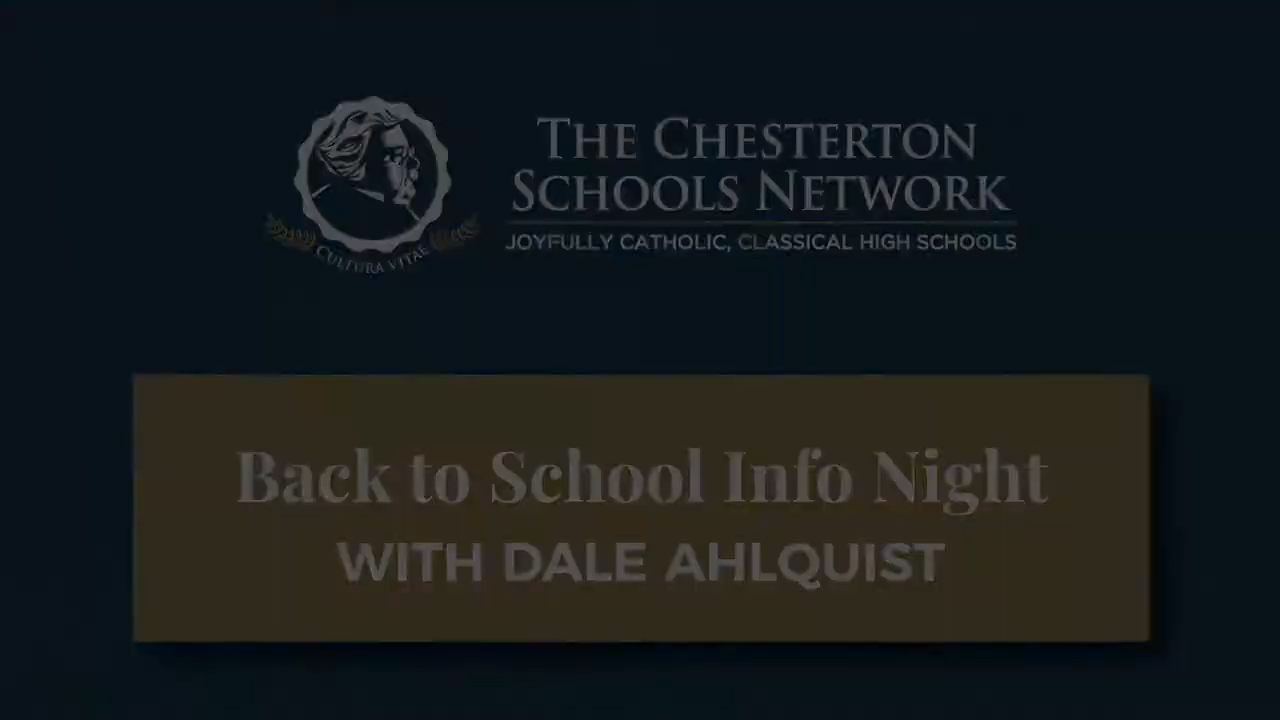 THE CHESTERTON
SCHOOLS NETWORK
JOYFULLY CATHOLIC, CLASSICAL HIGH SCHOOLS
CULTURA VITAE
Back to School Info Night
WITH DALE AHLQUIST